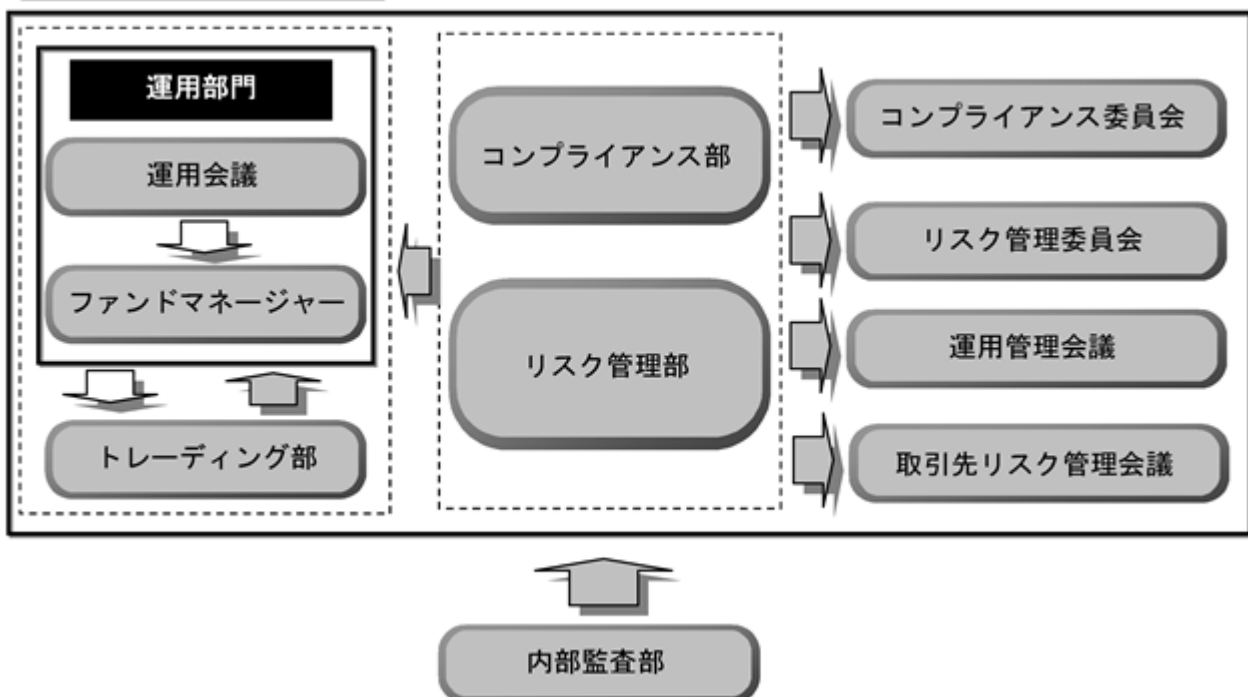 運用部門
運用会議
ファンドマネージャー
トレーディング部
コンプライアンス部
リスク管理部
コンプライアンス委員会
リスク管理委員会
運用管理会議
取引先リスク管理会議
内部監査部